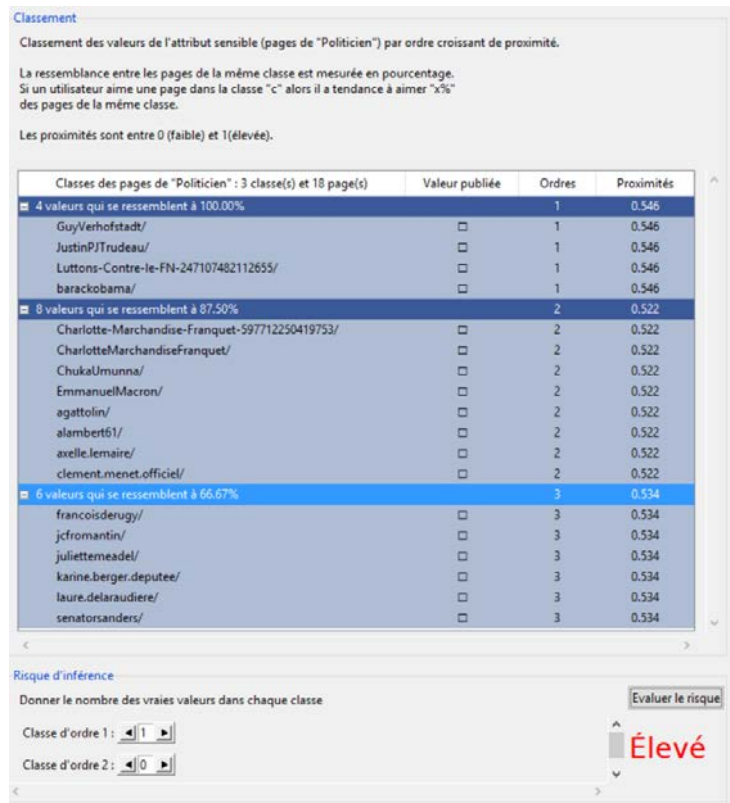 Classement
Classement des valeurs de l'attribut sensible (pages de "Politicien") par ordre croissant de proximité.
La ressemblance entre les pages de la même classe est mesurée en pourcentage.
Si un utilisateur aime une page dans la classe "c" alors il a tendance à aimer "x%"
des pages de la même classe.
Les proximités sont entre 0 (faible) et 1(élevée).
Classes des pages de "Politicien" : 3 classe(s) et 18 page(s) Valeur publiée Ordres Proximités
4 valeurs qui se ressemblent à 100.00% 1 0.546
GuyVerhofstadt/ 1 0.546
JustinPJTrudeau/ 1 0.546
Luttons-Contre-le-FN-247107482112655/ 1 0.546
barackobama/ 1 0.546
8 valeurs qui se ressemblent à 87.50% 2 0.522
Charlotte-Marchandise-Franquet-597712250419753/ 2 0.522
CharlotteMarchandiseFranquet/ 2 0.522
ChukaUmunna/ 2 0.522
EmmanuelMacron/ 2 0.522
agattolin/ 2 0.522
alambert61/ 2 0.522
axelle.lemaire/ 2 0.522
clement.menet.officiel/ 2 0.522
6 valeurs qui se ressemblent à 66.67% 3 0.534
francoisderugy/ 3 0.534
jcfromantin/ 3 0.534
juliettemeadel/ 3 0.534
karine.berger.deputee/ 3 0.534
laure.delaraudiere/ 3 0.534
senatorsanders/ 3 0.534
Risque d'inférence
Donner le nombre des vraies valeurs dans chaque classe
Evaluer le risque
Classe d'ordre 1 : 1
Élevé
Classe d'ordre 2 : 0